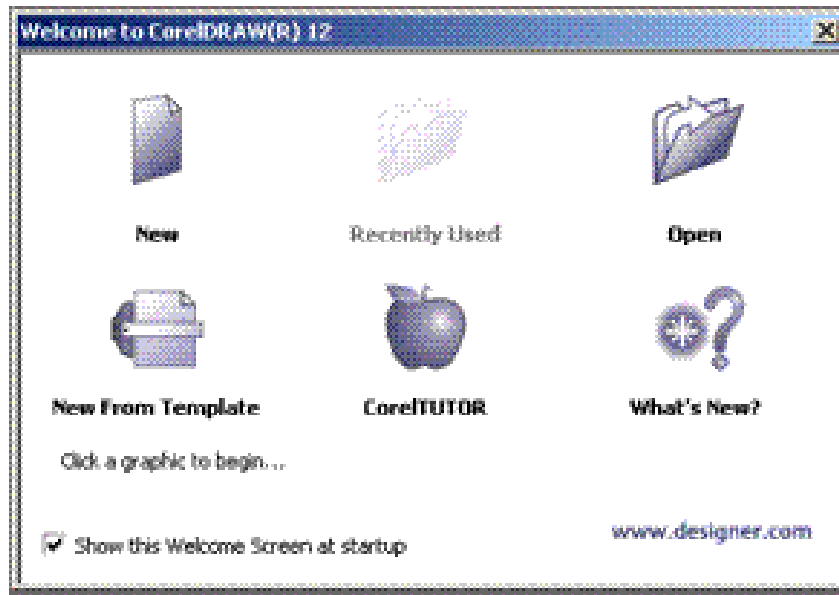 Welcome to CorelDRAW(R) 12
New Recently Used Open
New From Template CorelTUTOR What's New?
Click a graphic to begin...
Show this Welcome Screen at startup
www.designer.com